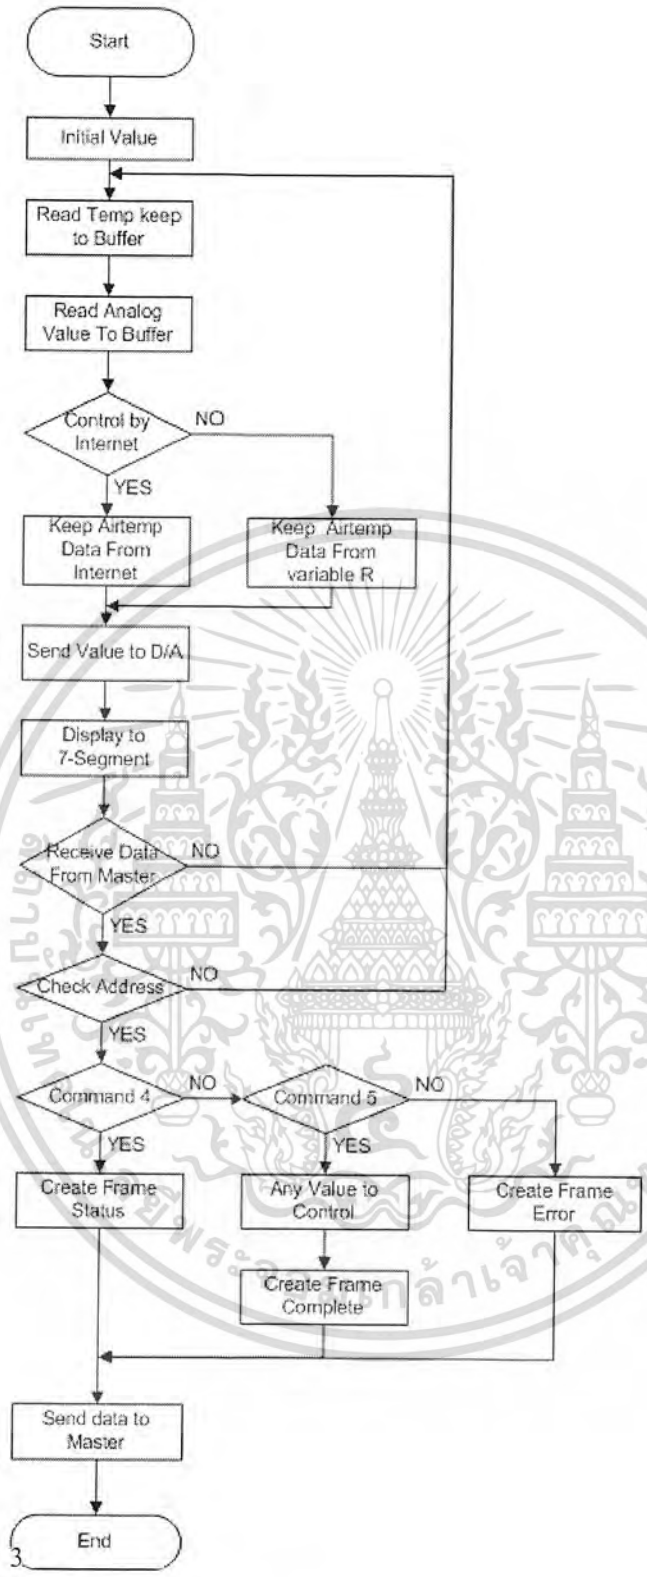 Start
Initial Value
Read Temp keep
to Buffer
Read Analog
Value To Buffer
Control by
Internet
NO
YES
Keep Airtemp
Data From
Internet
Keep Airtemp
Data From
variable R
Send Value to D/A
Display to
7-Segment
Receive Data
From Master
NO
YES
Check Address
NO
YES
Command 4
NO
Command 5
NO
YES
YES
Create Frame
Status
Any Value to
Control
Create Frame
Error
Create Frame
Complete
Send data to
Master
End
3